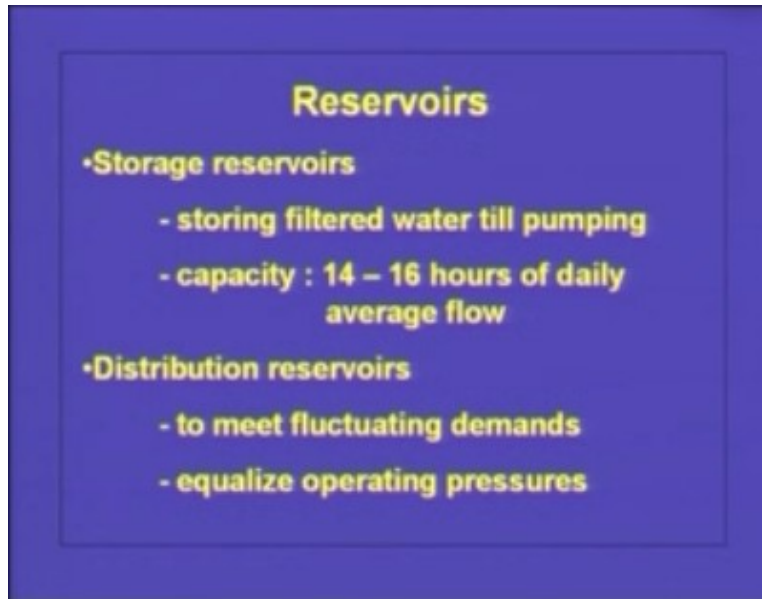 Reservoirs
•Storage reservoirs
- storing filtered water till pumping
- capacity : 14 – 16 hours of daily
average flow
•Distribution reservoirs
- to meet fluctuating demands
- equalize operating pressures